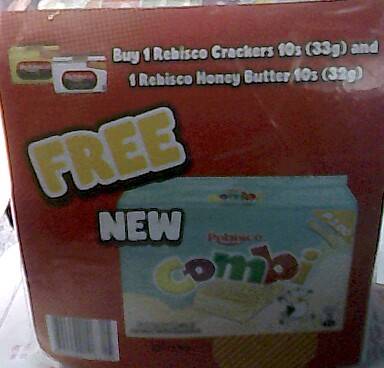 Buy 1 Rebisco Crackers 10s (33g) and
1 Rebisco Honey Butter 10s (32g)
FREE
NEW
Rebisco
combi